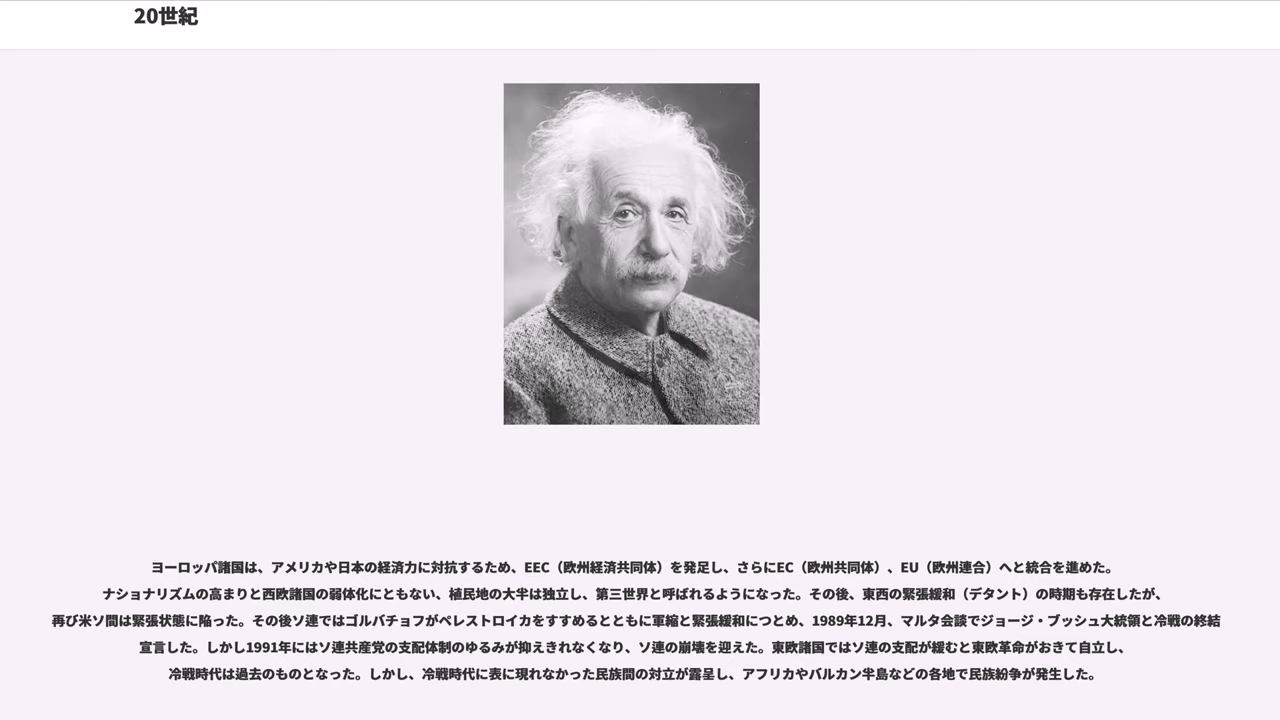 20世紀
ヨーロッパ諸国は、アメリカや日本の経済力に対抗するため、EEC（欧州経済共同体）を発足し、さらにEC（欧州共同体）、EU（欧州連合）へと統合を進めた。
ナショナリズムの高まりと西欧諸国の弱体化にともない、植民地の大半は独立し、第三世界と呼ばれるようになった。その後、東西の緊張緩和（デタント）の時期も存在したが、
再び米ソ間は緊張状態に陥った。その後ソ連ではゴルバチョフがペレストロイカをすすめるとともに軍縮と緊張緩和につとめ、1989年12月、マルタ会談でジョージ・ブッシュ大統領と冷戦の終結
宣言した。しかし1991年にはソ連共産党の支配体制のゆるみが抑えきれなくなり、ソ連の崩壊を迎えた。東欧諸国ではソ連の支配が緩むと東欧革命がおきて自立し、
冷戦時代は過去のものとなった。しかし、冷戦時代に表に現れなかった民族間の対立が露呈し、アフリカやバルカン半島などの各地で民族紛争が発生した。